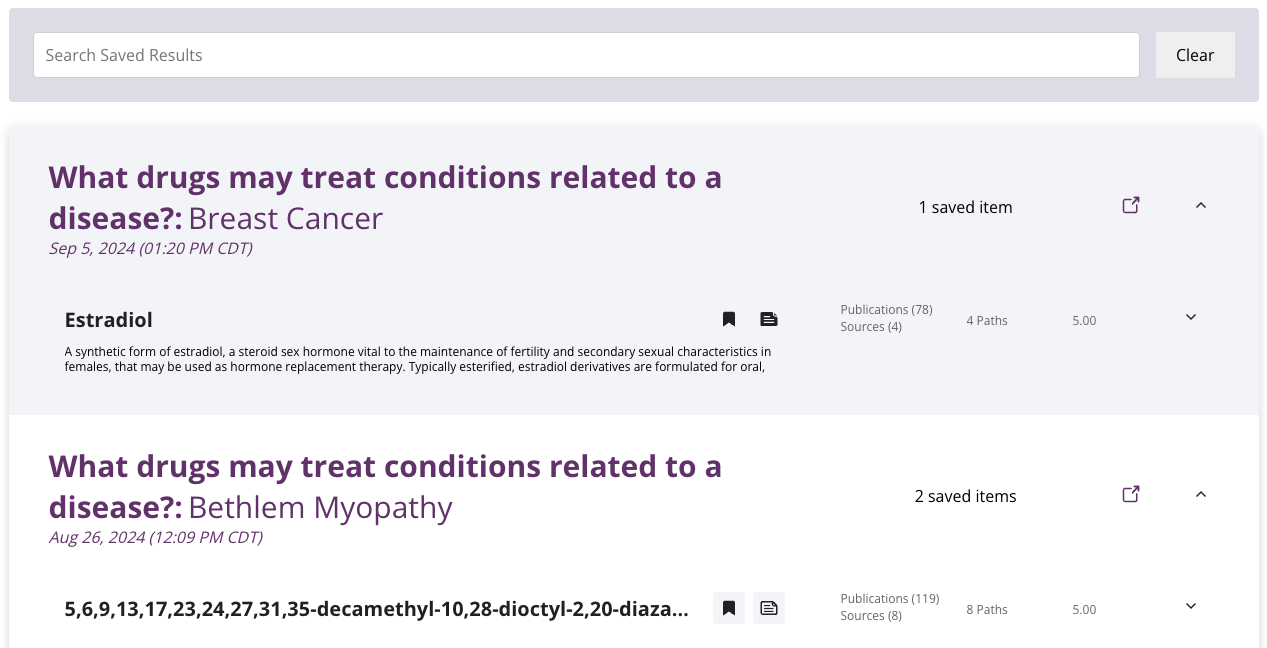 Search Saved Results
Clear
What drugs may treat conditions related to a
disease?: Breast Cancer
Sep 5, 2024 (01:20 PM CDT)
1 saved item
Estradiol
Publications (78)
Sources (4)
4 Paths
5.00
A synthetic form of estradiol, a steroid sex hormone vital to the maintenance of fertility and secondary sexual characteristics in
females, that may be used as hormone replacement therapy. Typically esterified, estradiol derivatives are formulated for oral,
What drugs may treat conditions related to a
disease?: Bethlem Myopathy
Aug 26, 2024 (12:09 PM CDT)
2 saved items
5,6,9,13,17,23,24,27,31,35-decamethyl-10,28-dioctyl-2,20-diaza...
Publications (119)
Sources (8)
8 Paths
5.00